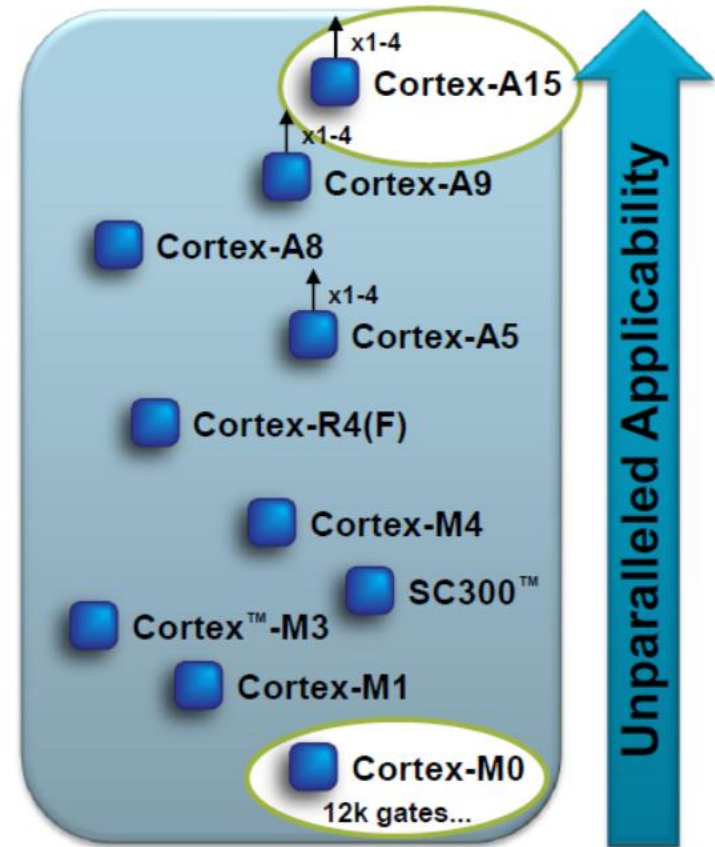 x1-4
Cortex-A15
x1-4
Cortex-A9
Cortex-A8
x1-4
Cortex-A5
Cortex-R4(F)
Cortex-M4
SC300™
Cortex™-M3
Cortex-M1
Cortex-M0
12k gates...
Unparalleled Applicability